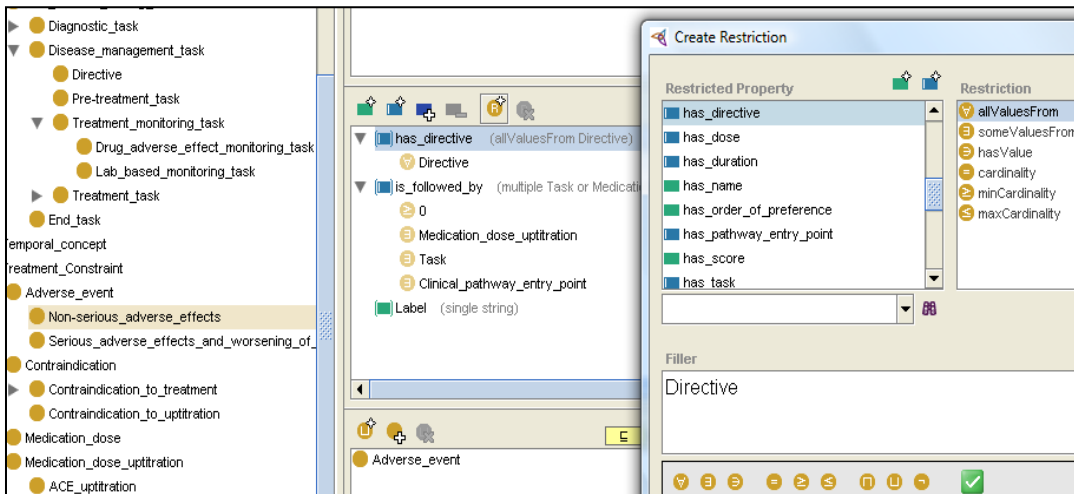 Diagnostic_task
Disease_management_task
Directive
Pre-treatment_task
Treatment_monitoring_task
Drug_adverse_effect_monitoring_task
Lab_based_monitoring_task
Treatment_task
End_task
emporal_concept
reatment_Constraint
Adverse_event
Non-serious_adverse_effects
Serious_adverse_effects_and_worsening_of_
Contraindication
Contraindication_to_treatment
Contraindication_to_uptitration
Medication_dose
Medication_dose_uptitration
ACE_uptitration
has_directive (allValuesFrom Directive)
∀ Directive
is_followed_by (multiple Task or Medicati
≥ 0
∃ Medication_dose_uptitration
∃ Task
∃ Clinical_pathway_entry_point
Label (single string)
⊑
Adverse_event
Create Restriction
Restricted Property
has_directive
has_dose
has_duration
has_name
has_order_of_preference
has_pathway_entry_point
has_score
has_task
Restriction
∀ allValuesFrom
∃ someValuesFrom
∋ hasValue
= cardinality
≥ minCardinality
≤ maxCardinality
Filler
Directive
∀ ∃ ∋ = ≥ ≤ ⊓ ⊔ ¬